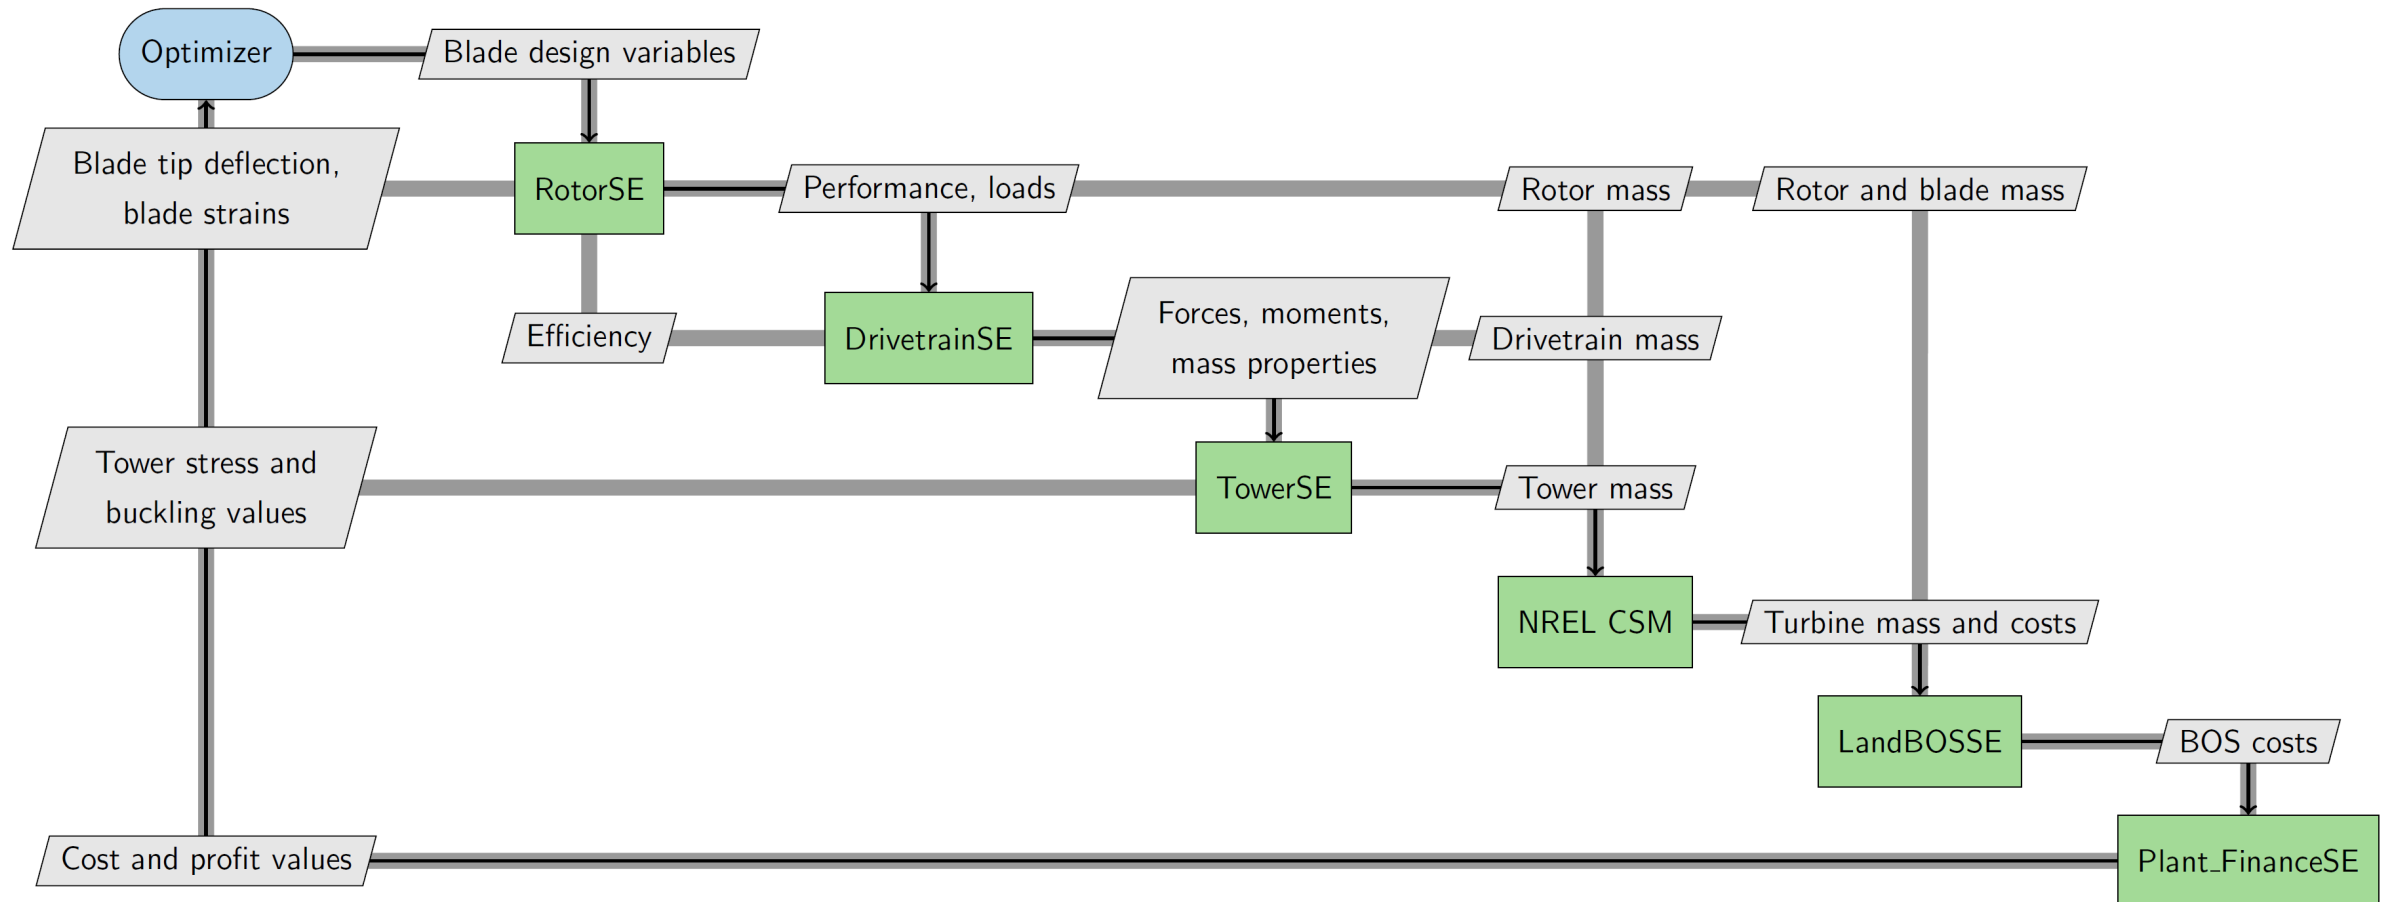 Optimizer
Blade design variables
Blade tip deflection,
blade strains
RotorSE
Performance, loads
Rotor mass
Rotor and blade mass
Efficiency
DrivetrainSE
Forces, moments,
mass properties
Drivetrain mass
Tower stress and
buckling values
TowerSE
Tower mass
NREL CSM
Turbine mass and costs
LandBOSSE
BOS costs
Cost and profit values
Plant_FinanceSE